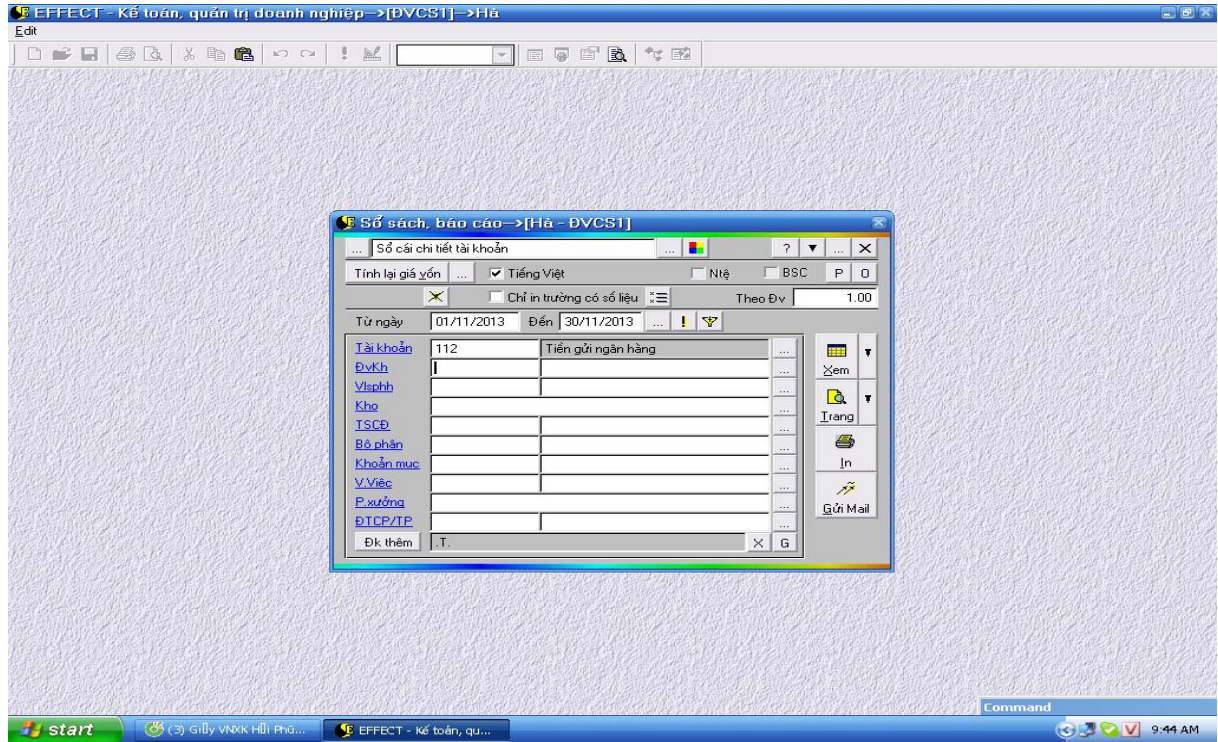 EFFECT - Kế toán, quản trị doanh nghiệp-->[ĐVCS1]-->Hà
Edit
Sổ sách, báo cáo-->[Hà - ĐVCS1]
... Sổ cái chi tiết tài khoản ... ? ...
Tính lại giá vốn ... Tiếng Việt Ntệ BSC P O
Chỉ in trường có số liệu Theo Đv 1.00
Từ ngày 01/11/2013 Đến 30/11/2013 ... !
Tài khoản 112 Tiền gửi ngân hàng ...
ĐvKh ...
Vlsphh ...
Kho ...
TSCĐ ...
Bộ phận ...
Khoản mục ...
V.Việc ...
P.xưởng ...
ĐTCP/TP ...
Đk thêm .T. X G
Xem
Trang
In
Gửi Mail
Command
start
EFFECT - Kế toán, qu...
9:44 AM